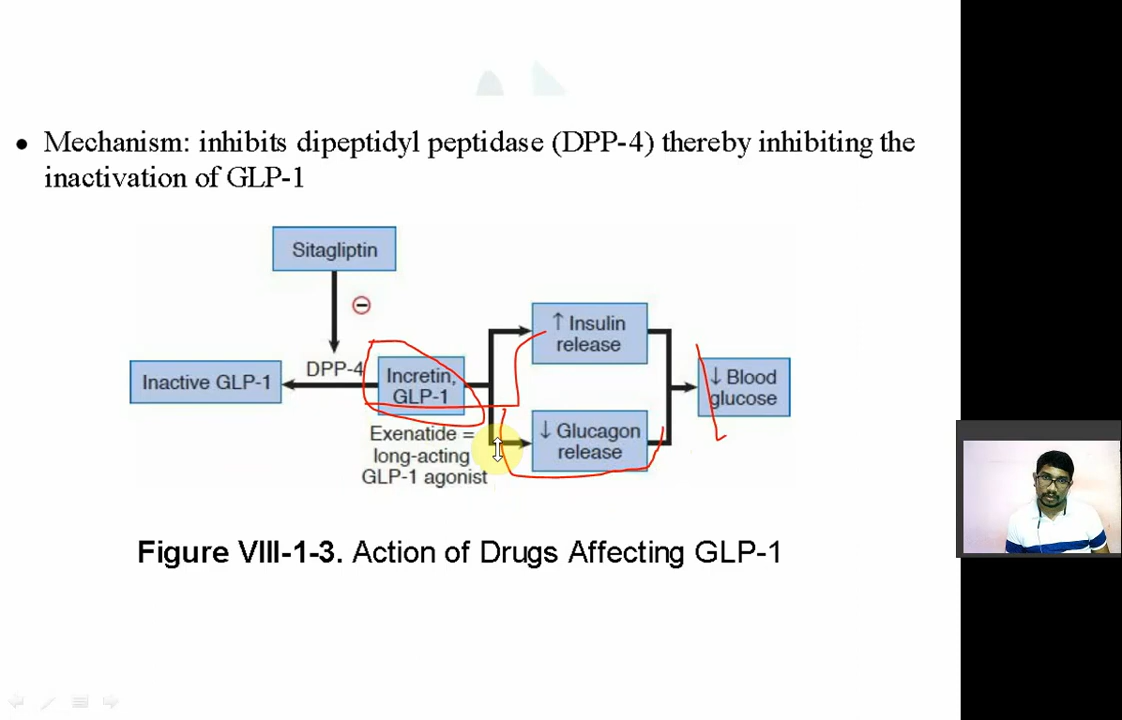 • Mechanism: inhibits dipeptidyl peptidase (DPP-4) thereby inhibiting the
inactivation of GLP-1
Sitagliptin
Inactive GLP-1
DPP-4
Incretin,
GLP-1
Exenatide =
long-acting
GLP-1 agonist
↑ Insulin
release
↓ Glucagon
release
↓ Blood
glucose
Figure VIII-1-3. Action of Drugs Affecting GLP-1